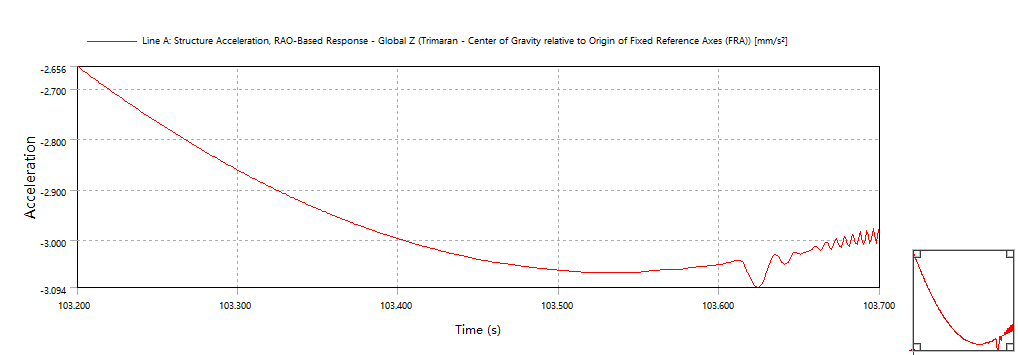 Line A: Structure Acceleration, RAO-Based Response - Global Z (Trimaran - Center of Gravity relative to Origin of Fixed Reference Axes (FRA)) [mm/s²]
-2.656
-2.700
-2.800
-2.900
-3.000
-3.094
Acceleration
103.200 103.300 103.400 103.500 103.600 103.700
Time (s)